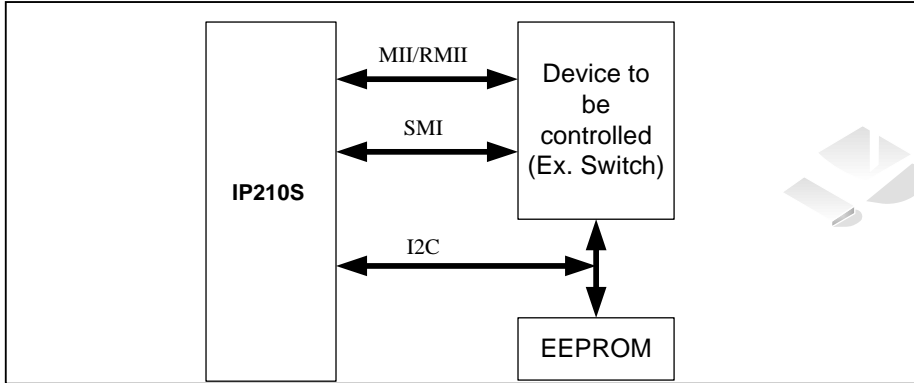 MII/RMII
Device to
be
controlled
(Ex. Switch)
SMI
IP210S
I2C
EEPROM